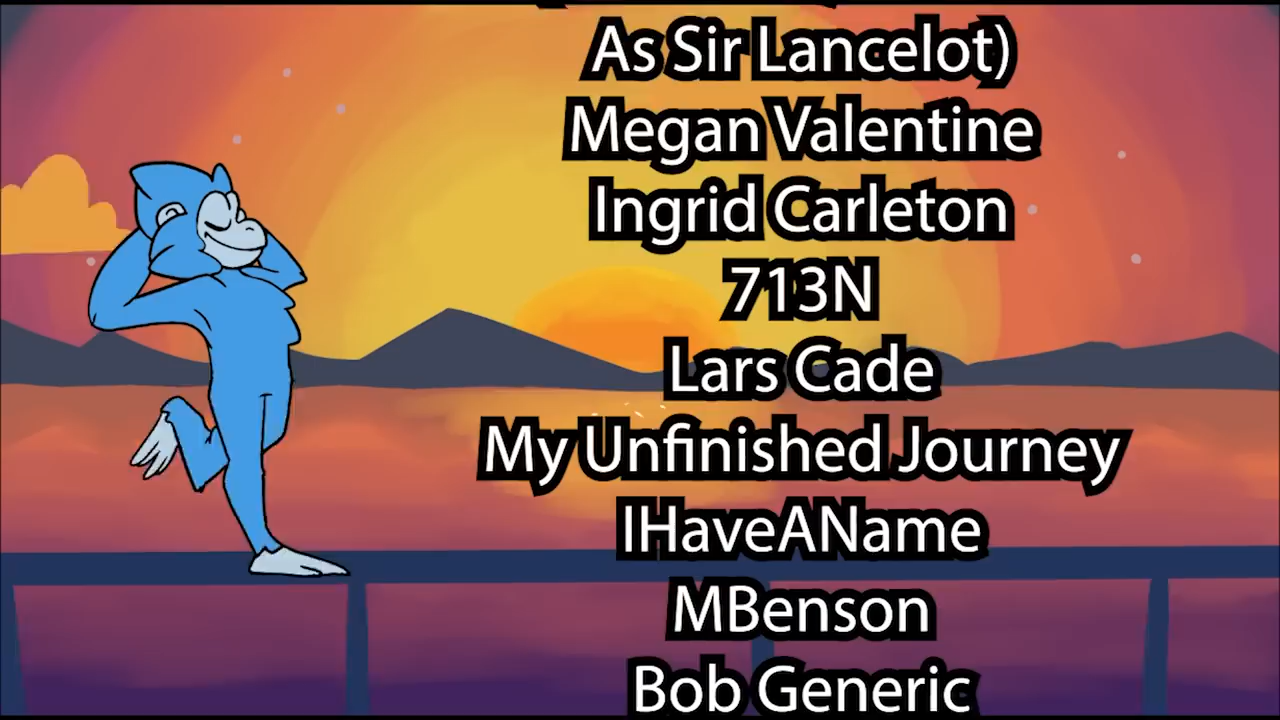 As Sir Lancelot)
Megan Valentine
Ingrid Carleton
713N
Lars Cade
My Unfinished Journey
IHaveAName
MBenson
Bob Generic